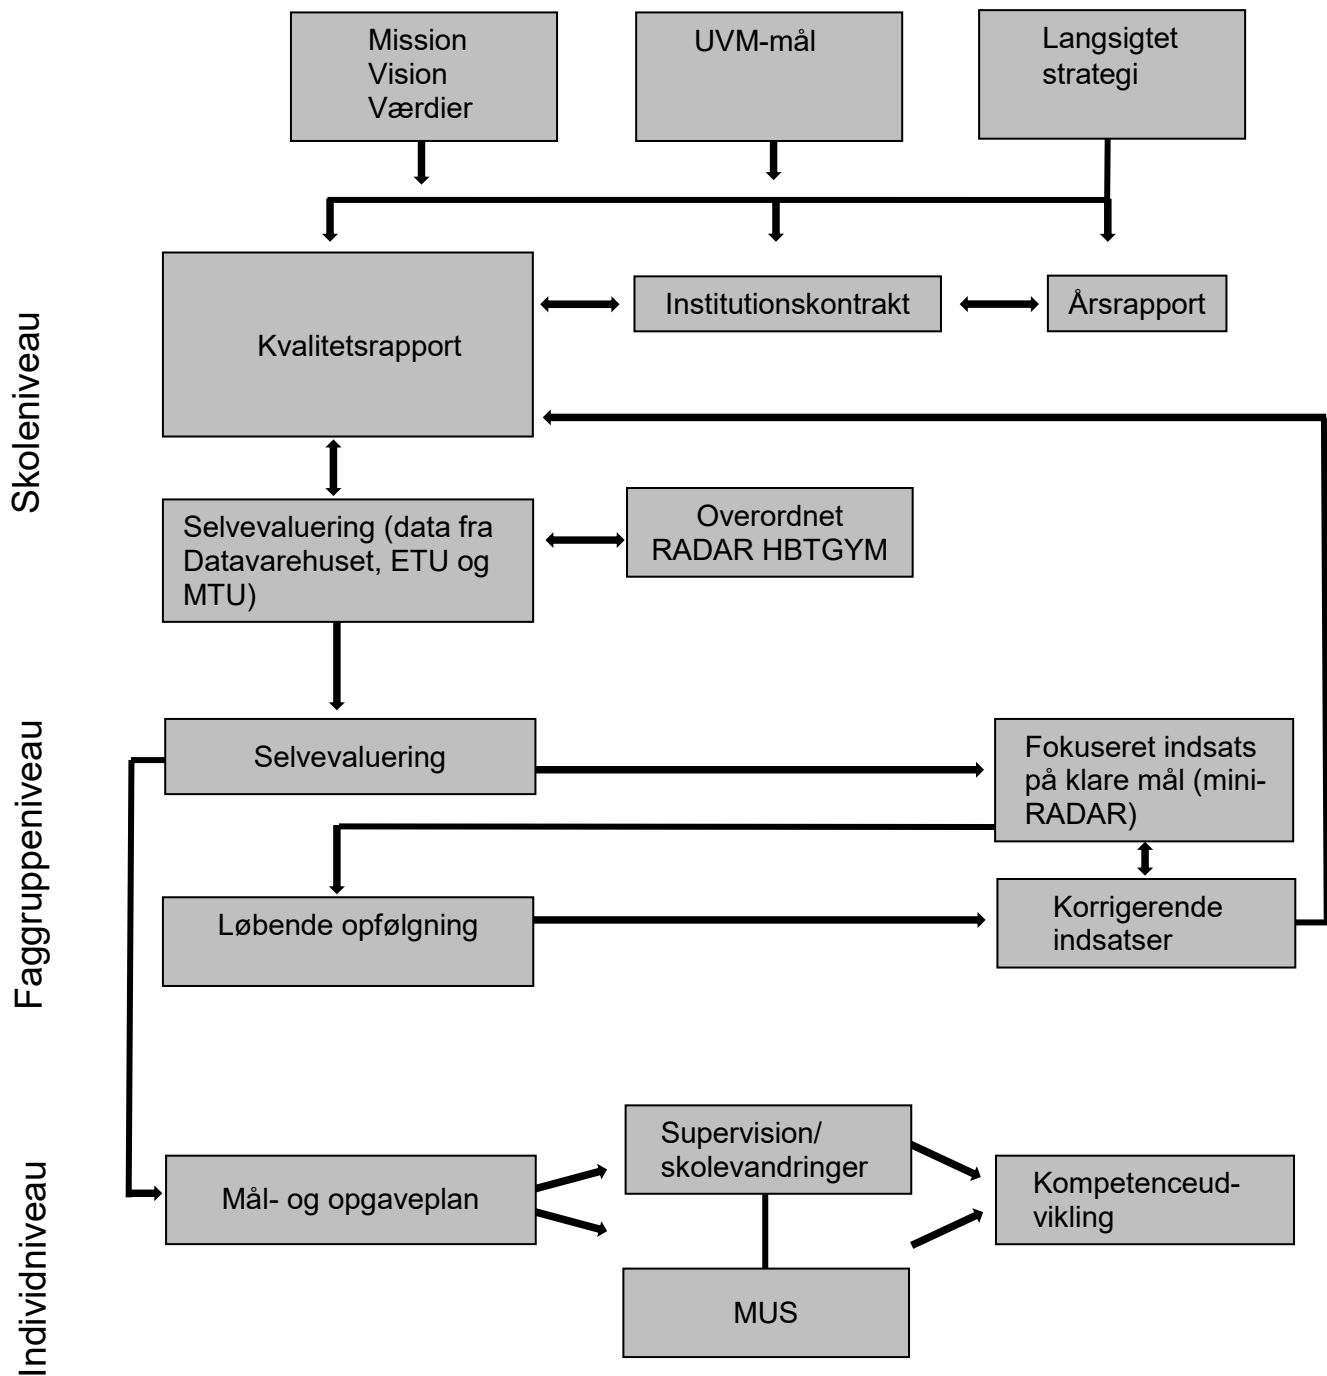 Mission
Vision
Værdier
UVM-mål
Langsigtet
strategi
Skoleniveau
Kvalitetsrapport
Institutionskontrakt
Årsrapport
Selvevaluering (data fra
Datavarehuset, ETU og
MTU)
Overordnet
RADAR HBTGYM
Faggruppeniveau
Selvevaluering
Fokuseret indsats
på klare mål (mini-
RADAR)
Løbende opfølgning
Korrigerende
indsatser
Individniveau
Mål- og opgaveplan
Supervision/
skolevandringer
MUS
Kompetenceud-
vikling